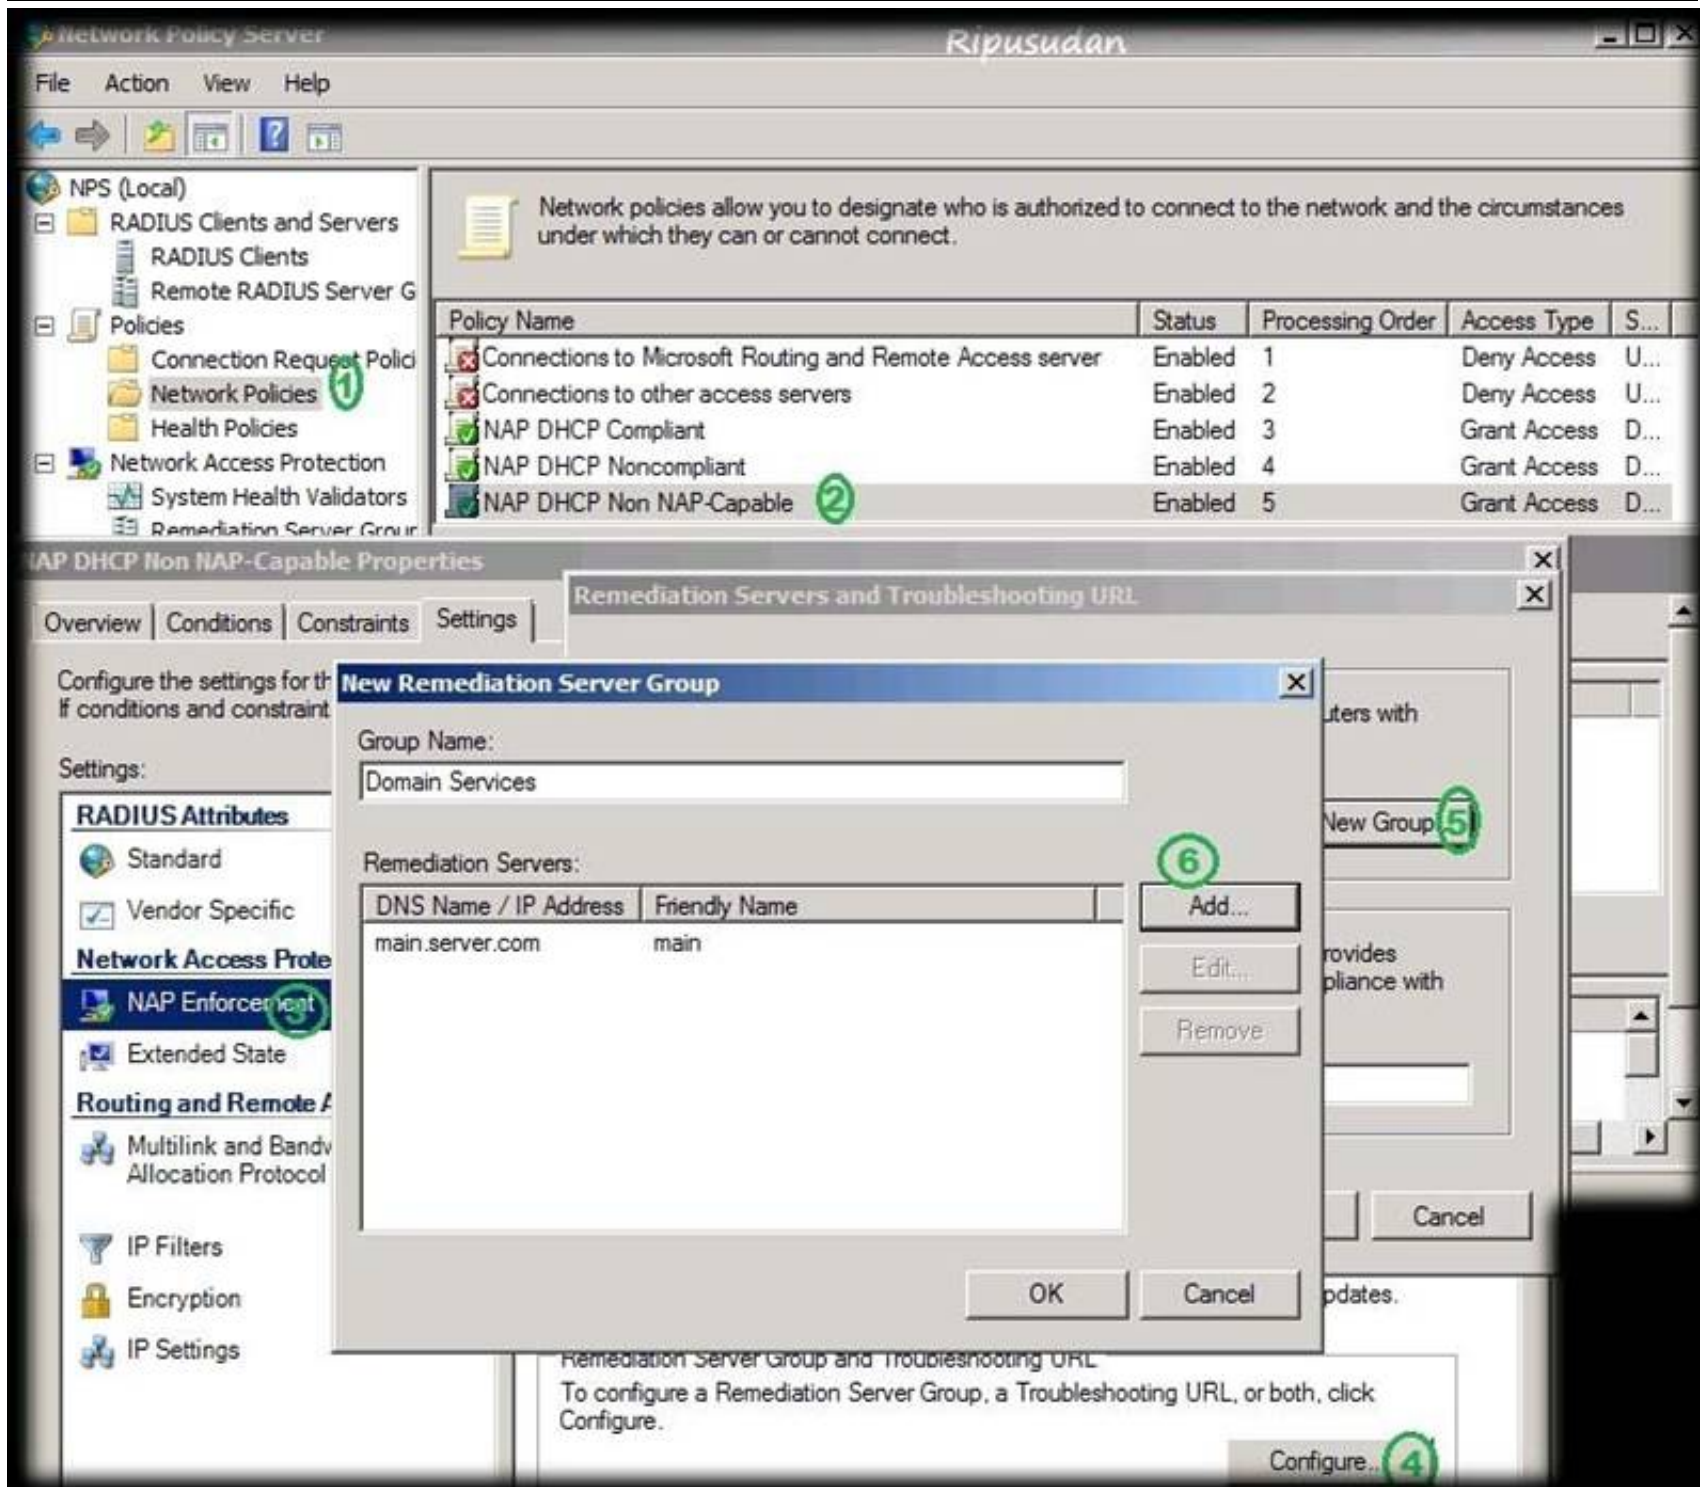 Network Policy Server
Ripusudan
File Action View Help
NPS (Local)
RADIUS Clients and Servers
RADIUS Clients
Remote RADIUS Server G
Policies
Connection Request Polici
Network Policies 1
Health Policies
Network Access Protection
System Health Validators
Remediation Server Grour
Network policies allow you to designate who is authorized to connect to the network and the circumstances
under which they can or cannot connect.
Policy Name Status Processing Order Access Type S...
Connections to Microsoft Routing and Remote Access server Enabled 1 Deny Access U...
Connections to other access servers Enabled 2 Deny Access U...
NAP DHCP Compliant Enabled 3 Grant Access D...
NAP DHCP Noncompliant Enabled 4 Grant Access D...
NAP DHCP Non NAP-Capable 2 Enabled 5 Grant Access D...
NAP DHCP Non NAP-Capable Properties
Overview Conditions Constraints Settings
Configure the settings for th
If conditions and constraint
Settings:
RADIUS Attributes
Standard
Vendor Specific
Network Access Prote
NAP Enforcement 3
Extended State
Routing and Remote A
Multilink and Bandw
Allocation Protocol
IP Filters
Encryption
IP Settings
Remediation Servers and Troubleshooting URL
uters with
New Group 5
rovides
pliance with
Cancel
New Remediation Server Group
Group Name:
Domain Services
Remediation Servers:
6
DNS Name / IP Address Friendly Name
main.server.com main
Add...
Edit...
Remove
OK Cancel
pdates.
Remediation Server Group and Troubleshooting URL
To configure a Remediation Server Group, a Troubleshooting URL, or both, click
Configure.
Configure... 4